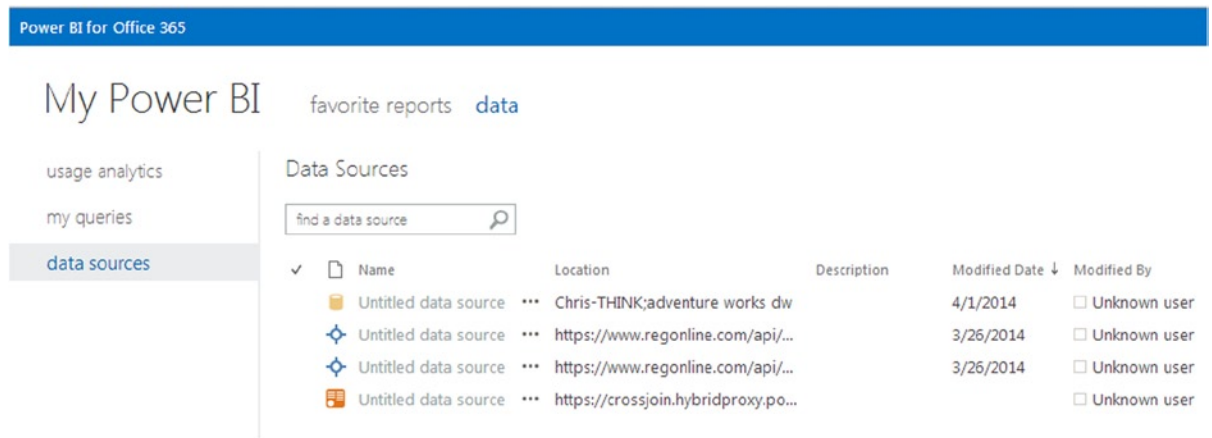 Power BI for Office 365
My Power BI favorite reports data
usage analytics
my queries
data sources
Data Sources
find a data source
Name Location Description Modified Date ↓ Modified By
Untitled data source ••• Chris-THINK;adventure works dw 4/1/2014 Unknown user
Untitled data source ••• https://www.regonline.com/api/... 3/26/2014 Unknown user
Untitled data source ••• https://www.regonline.com/api/... 3/26/2014 Unknown user
Untitled data source ••• https://crossjoin.hybridproxy.po... Unknown user